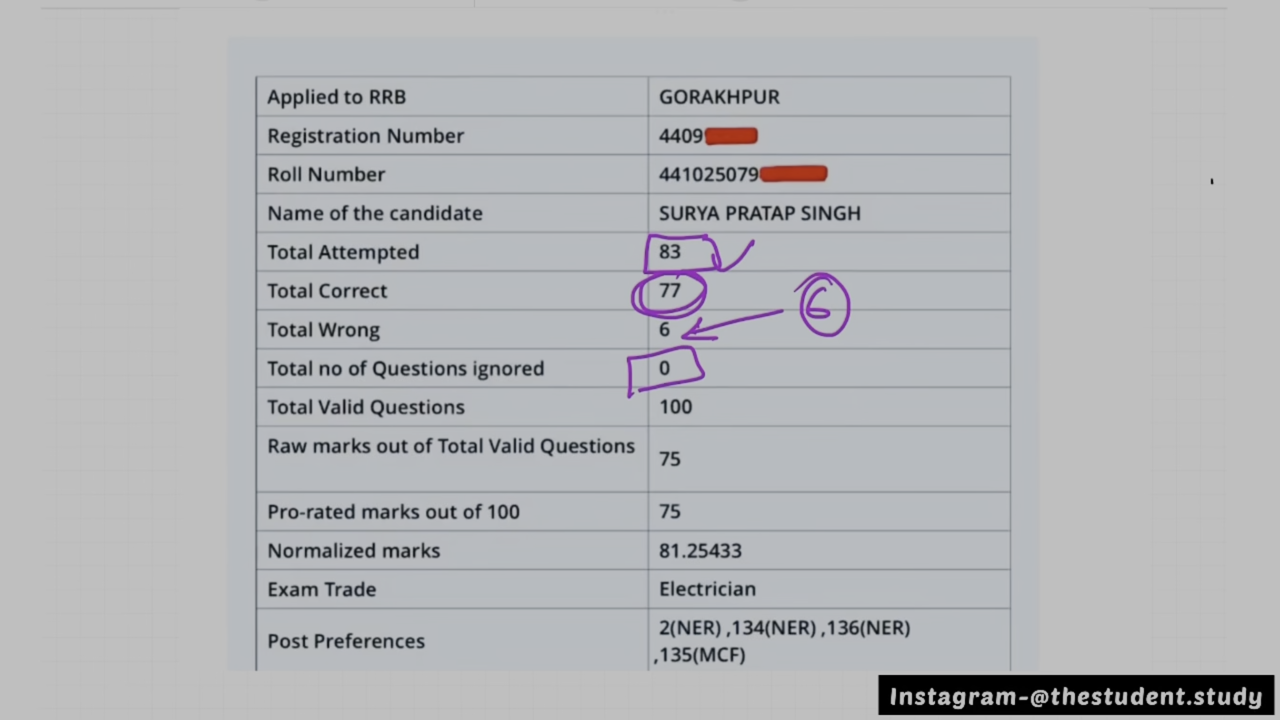 Applied to RRB GORAKHPUR
Registration Number 4409
Roll Number 441025079
Name of the candidate SURYA PRATAP SINGH
Total Attempted 83
Total Correct 77
Total Wrong 6 6
Total no of Questions ignored 0
Total Valid Questions 100
Raw marks out of Total Valid Questions 75
Pro-rated marks out of 100 75
Normalized marks 81.25433
Exam Trade Electrician
Post Preferences 2(NER) ,134(NER) ,136(NER)
,135(MCF)
Instagram-@thestudent.study